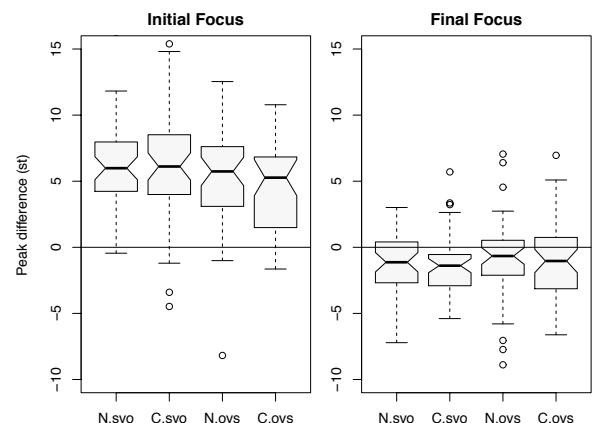 Initial Focus
Final Focus
Peak difference (st)
15
10
5
0
−5
−10
15
10
5
0
−5
−10
N.svo C.svo N.ovs C.ovs
N.svo C.svo N.ovs C.ovs